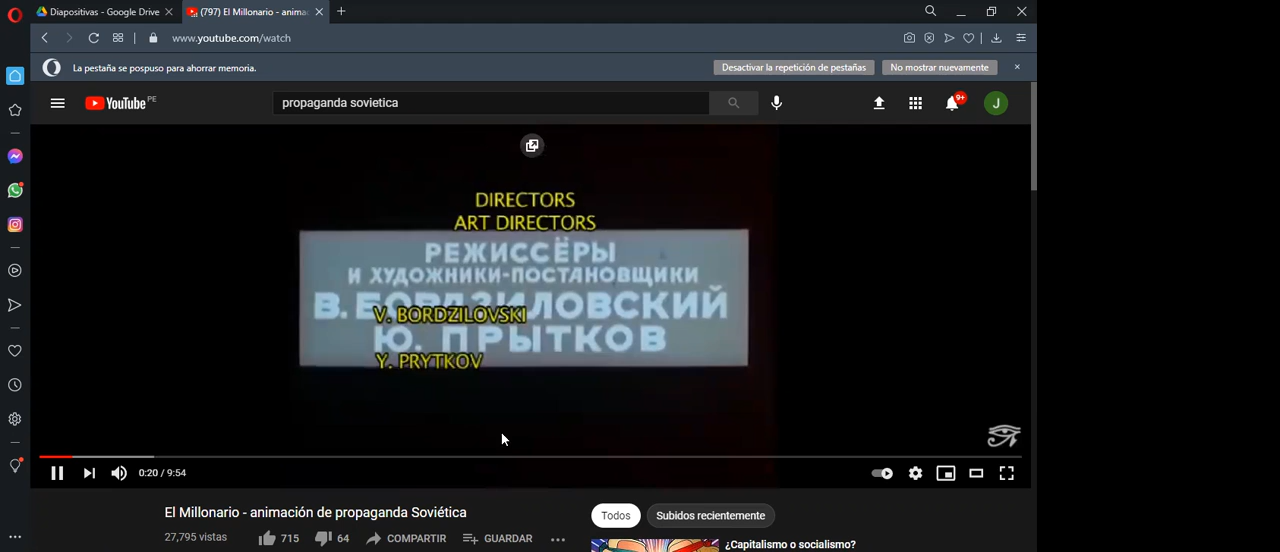 Diapositivas - Google Drive
(797) El Millonario - anima
www.youtube.com/watch
La pestaña se pospuso para ahorrar memoria.
Desactivar la repetición de pestañas
No mostrar nuevamente
YouTube PE
propaganda sovietica
9+
J
DIRECTORS
ART DIRECTORS
РЕЖИССЁРЫ
И ХУДОЖНИКИ-ПОСТАНОВЩИКИ
В. БОРДЗИЛОВСКИЙ
V. BORDZILOVSKI
Ю. ПРЫТКОВ
Y. PRYTKOV
0:20 / 9:54
El Millonario - animación de propaganda Soviética
Todos
Subidos recientemente
27,795 vistas
715
64
COMPARTIR
GUARDAR
¿Capitalismo o socialismo?